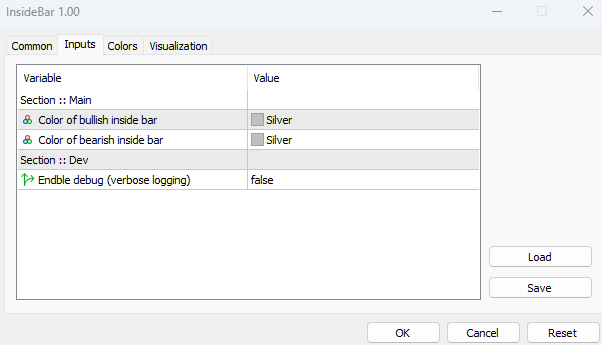 InsideBar 1.00
Common Inputs Colors Visualization
Variable Value
Section :: Main
Color of bullish inside bar Silver
Color of bearish inside bar Silver
Section :: Dev
Endble debug (verbose logging) false
Load
Save
OK Cancel Reset